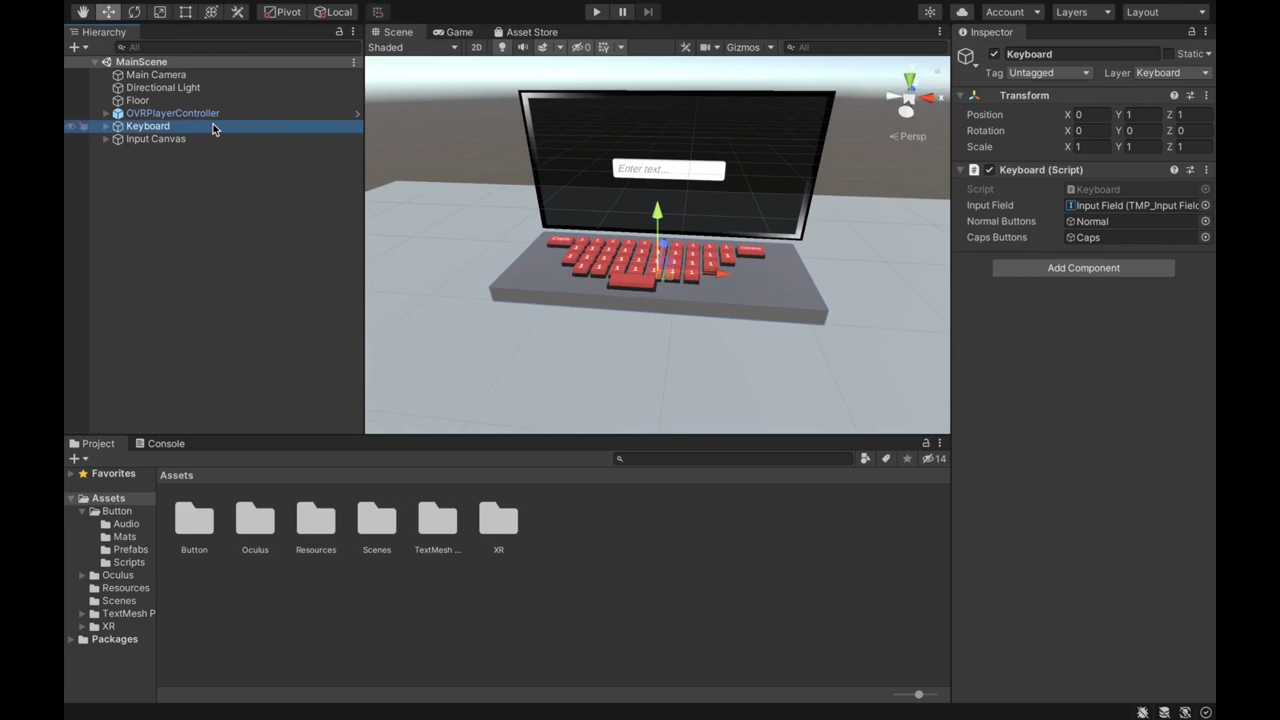 Pivot Local Account Layers Layout
Hierarchy
All
MainScene
Main Camera
Directional Light
Floor
OVRPlayerController
Keyboard
Input Canvas
Scene Game Asset Store
Shaded 2D Gizmos All
Y
X
Persp
Enter text...
Inspector
Keyboard Static
Tag Untagged Layer Keyboard
Transform
Position X 0 Y 1 Z 1
Rotation X 0 Y 0 Z 0
Scale X 1 Y 1 Z 1
Keyboard (Script)
Script Keyboard
Input Field Input Field (TMP_Input Field
Normal Buttons Normal
Caps Buttons Caps
Add Component
Project Console
14
Favorites
Assets
Button
Audio
Mats
Prefabs
Scripts
Oculus
Resources
Scenes
TextMesh P
XR
Packages
Assets
Button Oculus Resources Scenes TextMesh ... XR